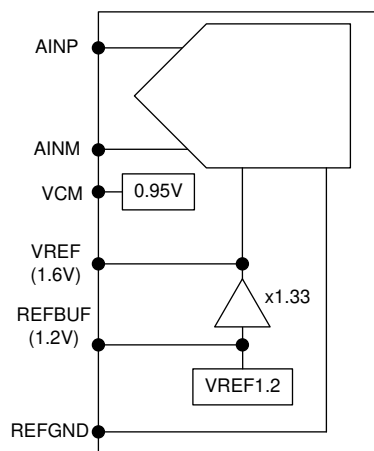 AINP
AINM
VCM
0.95V
VREF
(1.6V)
x1.33
REFBUF
(1.2V)
VREF1.2
REFGND